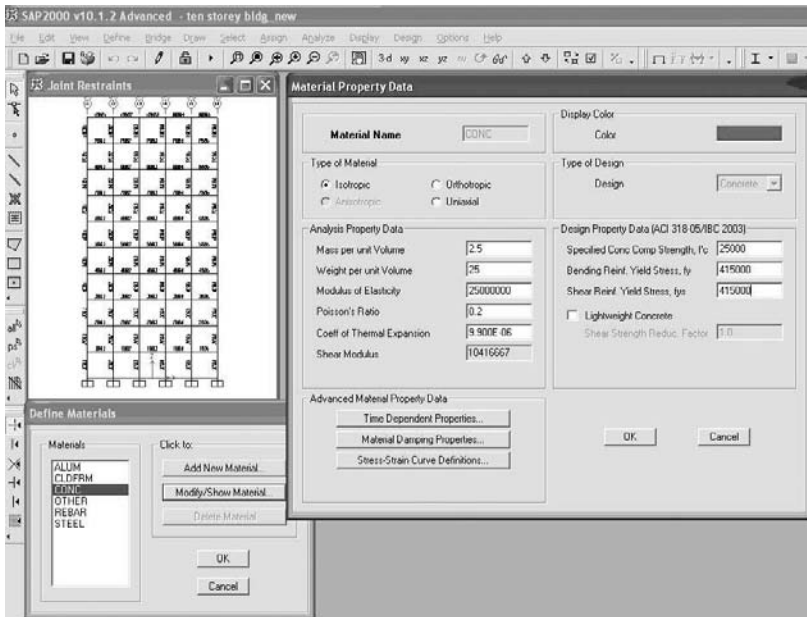 SAP2000 v10.1.2 Advanced - ten storey bldg_new
File Edit View Define Bridge Draw Select Assign Analyze Display Design Options Help
3-d xy xz yz
Joint Restraints
Material Property Data
Material Name CONC
Display Color
Color
Type of Material
Isotropic Orthotropic
Anisotropic Uniaxial
Type of Design
Design Concrete
Analysis Property Data
Mass per unit Volume 2.5
Weight per unit Volume 25
Modulus of Elasticity 25000000
Poisson's Ratio 0.2
Coeff of Thermal Expansion 9.900E-06
Shear Modulus 10416667
Design Property Data (ACI 318-05/IBC 2003)
Specified Conc Comp Strength, f'c 25000
Bending Reinf. Yield Stress, fy 415000
Shear Reinf. Yield Stress, fys 415000
Lightweight Concrete
Shear Strength Reduc. Factor 1.0
Advanced Material Property Data
Time Dependent Properties...
Material Damping Properties...
Stress-Strain Curve Definitions...
OK Cancel
Define Materials
Materials
ALUM
CLDFRM
CONC
OTHER
REBAR
STEEL
Click to:
Add New Material...
Modify/Show Material...
Delete Material
OK
Cancel